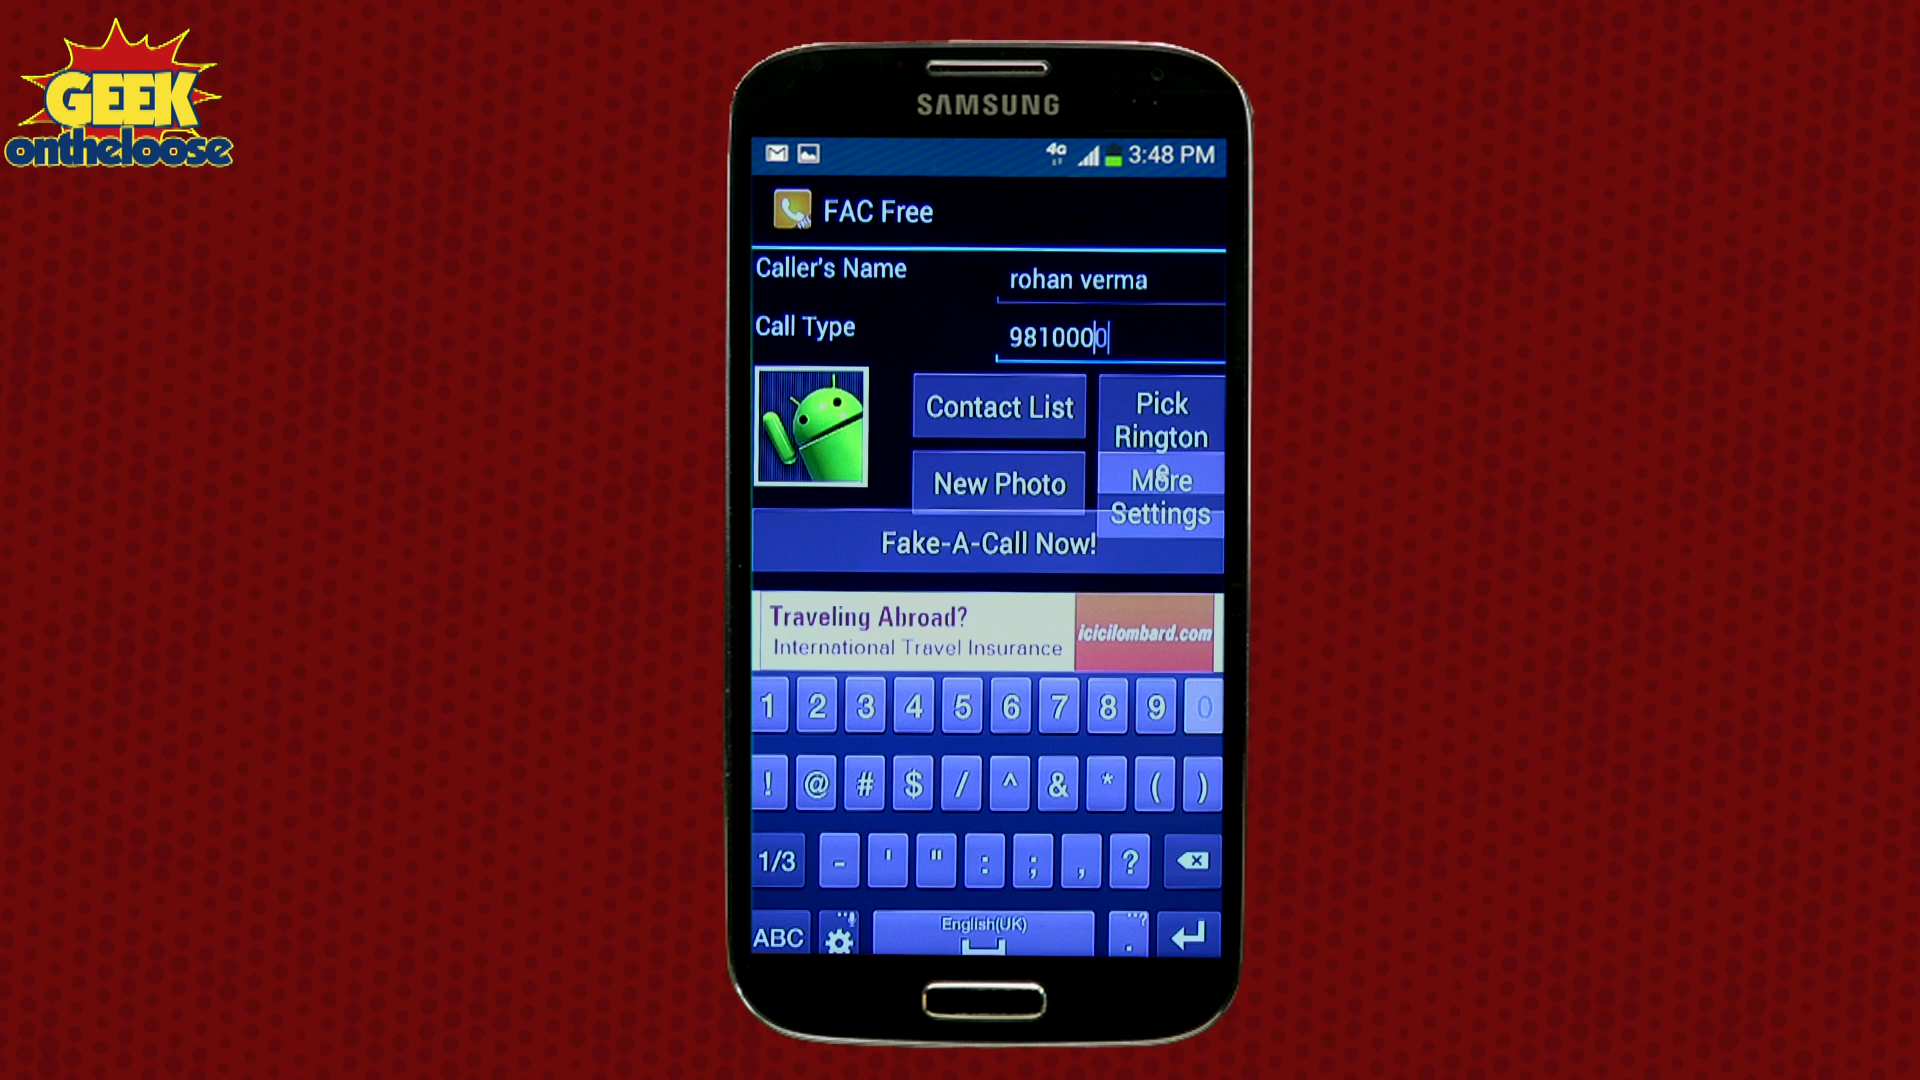 GEEK
ontheloose
SAMSUNG
4G 3:48 PM
FAC Free
Caller's Name
rohan verma
Call Type
9810000
Contact List
Pick
Rington
e
New Photo
More
Settings
Fake-A-Call Now!
Traveling Abroad?
International Travel Insurance
icicilombard.com
1 2 3 4 5 6 7 8 9 0
! @ # $ / ^ & * ( )
1/3 - ' " : ; , ?
ABC English(UK) .